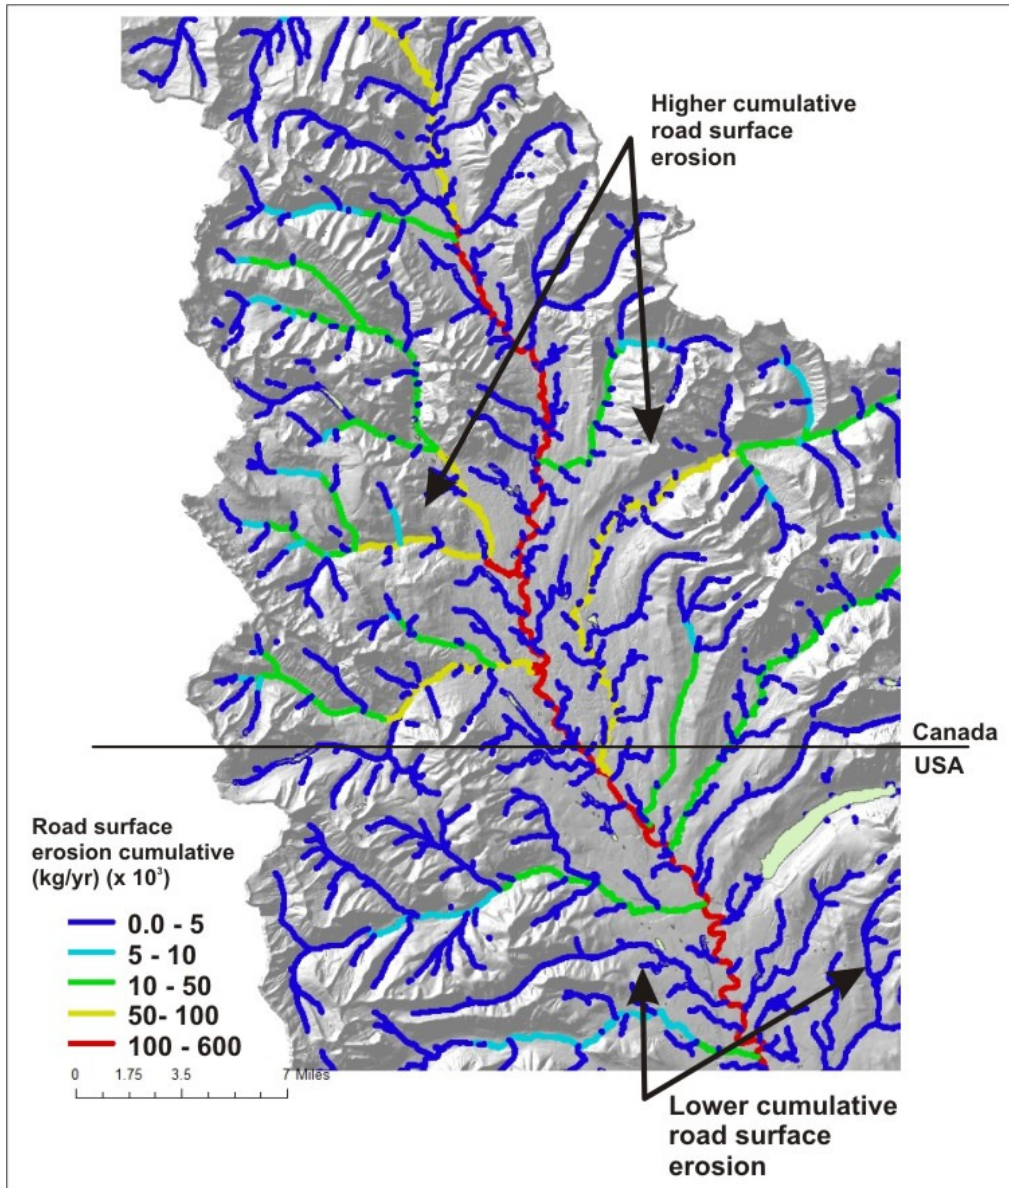 Higher cumulative
road surface
erosion
Canada
USA
Road surface
erosion cumulative
(kg/yr) (x 10³)
0.0 - 5
5 - 10
10 - 50
50- 100
100 - 600
0 1.75 3.5 7 Miles
Lower cumulative
road surface
erosion